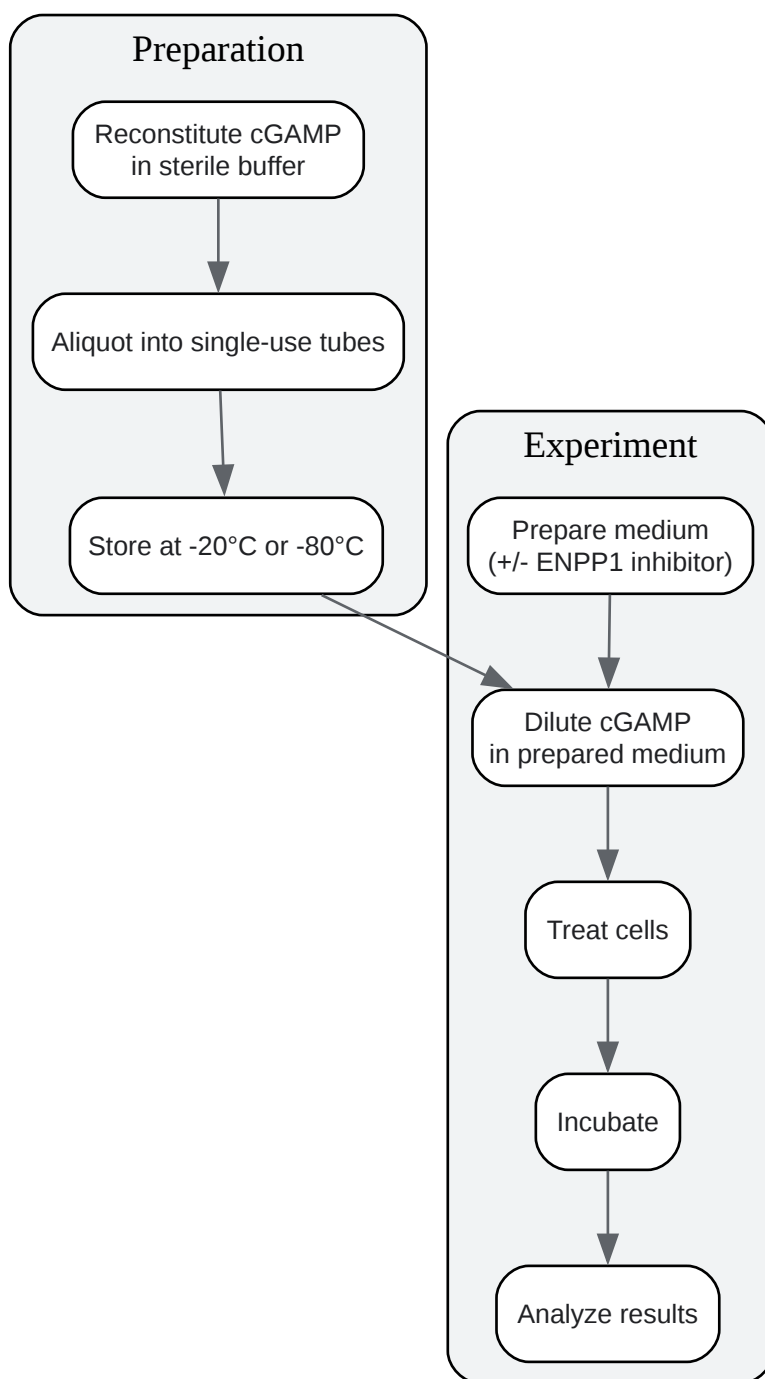 Preparation
Reconstitute cGAMP
in sterile buffer
Aliquot into single-use tubes
Store at -20°C or -80°C
Experiment
Prepare medium
(+/- ENPP1 inhibitor)
Dilute cGAMP
in prepared medium
Treat cells
Incubate
Analyze results